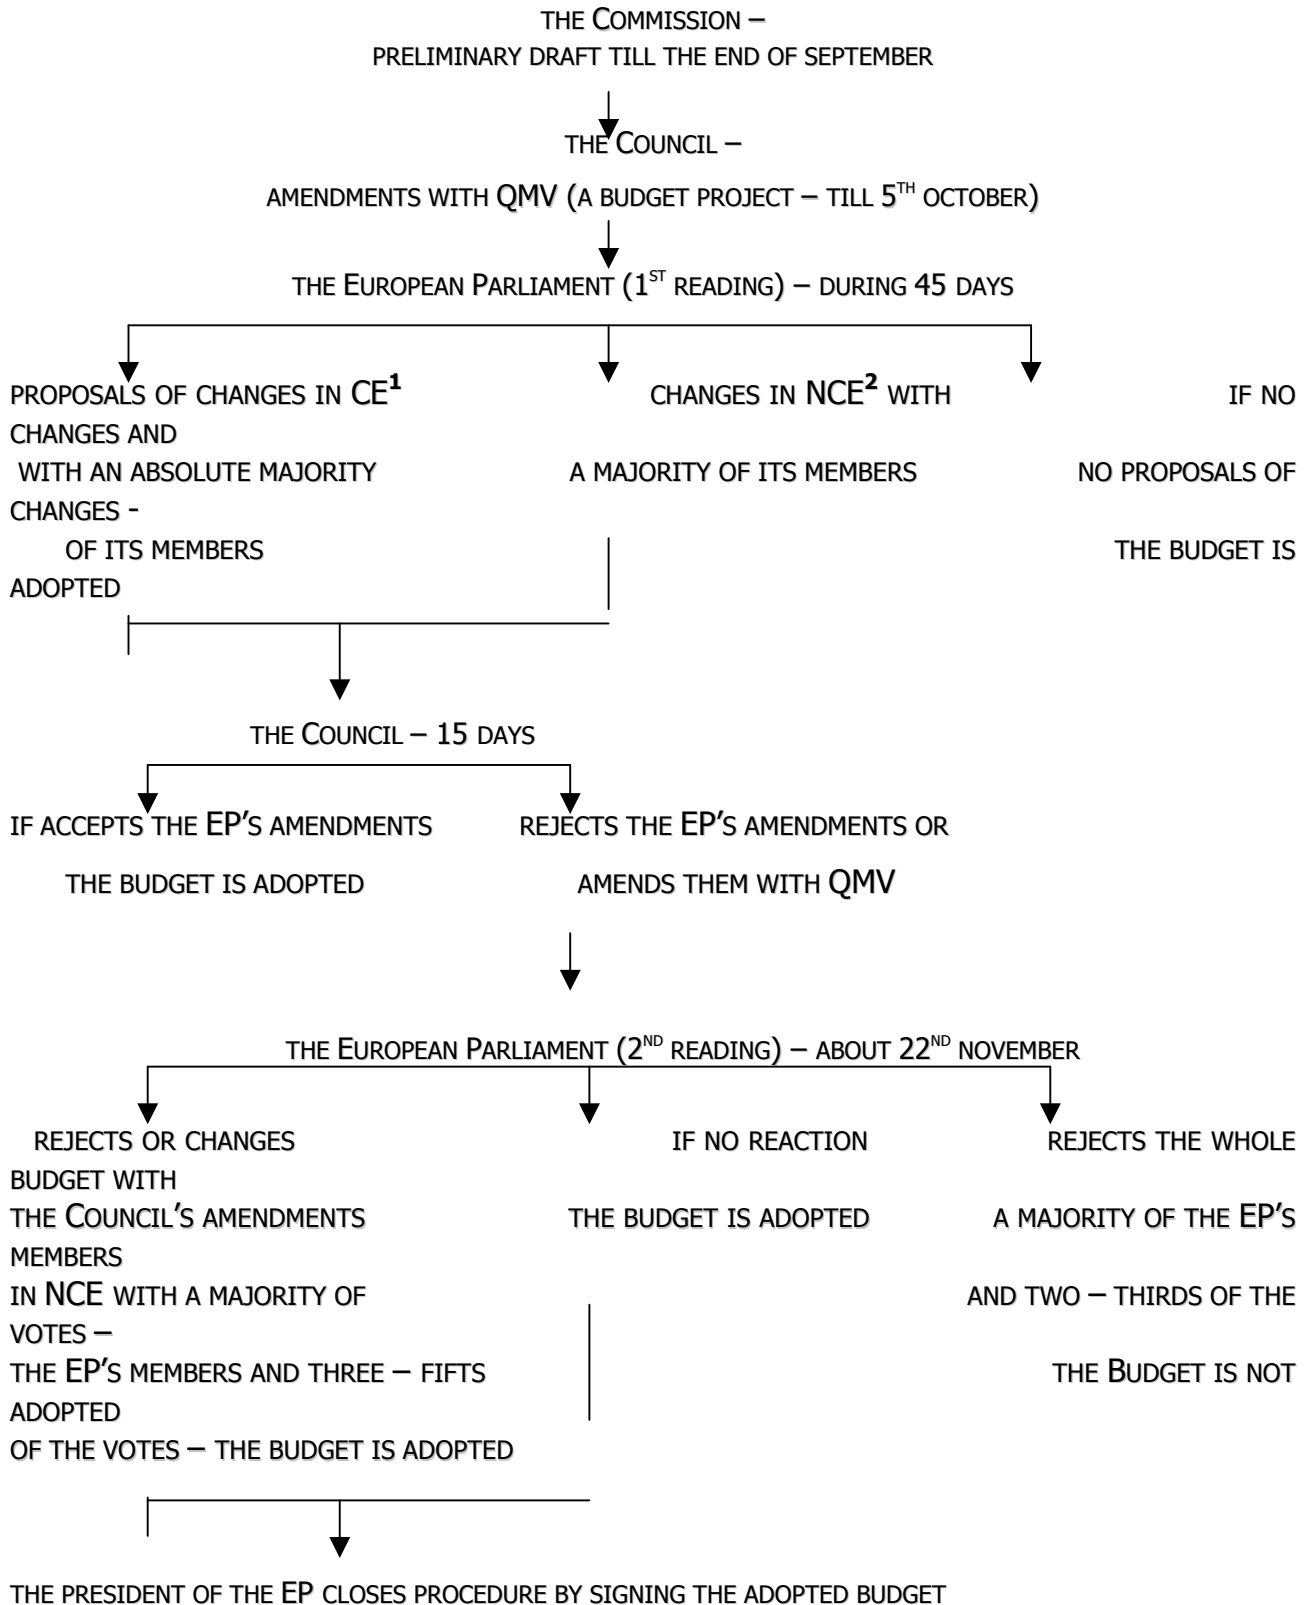 THE COMMISSION –
PRELIMINARY DRAFT TILL THE END OF SEPTEMBER
THE COUNCIL –
AMENDMENTS WITH QMV (A BUDGET PROJECT – TILL 5TH OCTOBER)
THE EUROPEAN PARLIAMENT (1ST READING) – DURING 45 DAYS
PROPOSALS OF CHANGES IN CE1 CHANGES IN NCE2 WITH IF NO
CHANGES AND
WITH AN ABSOLUTE MAJORITY A MAJORITY OF ITS MEMBERS NO PROPOSALS OF
CHANGES -
OF ITS MEMBERS THE BUDGET IS
ADOPTED
THE COUNCIL – 15 DAYS
IF ACCEPTS THE EP'S AMENDMENTS REJECTS THE EP'S AMENDMENTS OR
THE BUDGET IS ADOPTED AMENDS THEM WITH QMV
THE EUROPEAN PARLIAMENT (2ND READING) – ABOUT 22ND NOVEMBER
REJECTS OR CHANGES IF NO REACTION REJECTS THE WHOLE
BUDGET WITH
THE COUNCIL'S AMENDMENTS THE BUDGET IS ADOPTED A MAJORITY OF THE EP'S
MEMBERS
IN NCE WITH A MAJORITY OF AND TWO – THIRDS OF THE
VOTES –
THE EP'S MEMBERS AND THREE – FIFTS THE BUDGET IS NOT
ADOPTED
OF THE VOTES – THE BUDGET IS ADOPTED
THE PRESIDENT OF THE EP CLOSES PROCEDURE BY SIGNING THE ADOPTED BUDGET